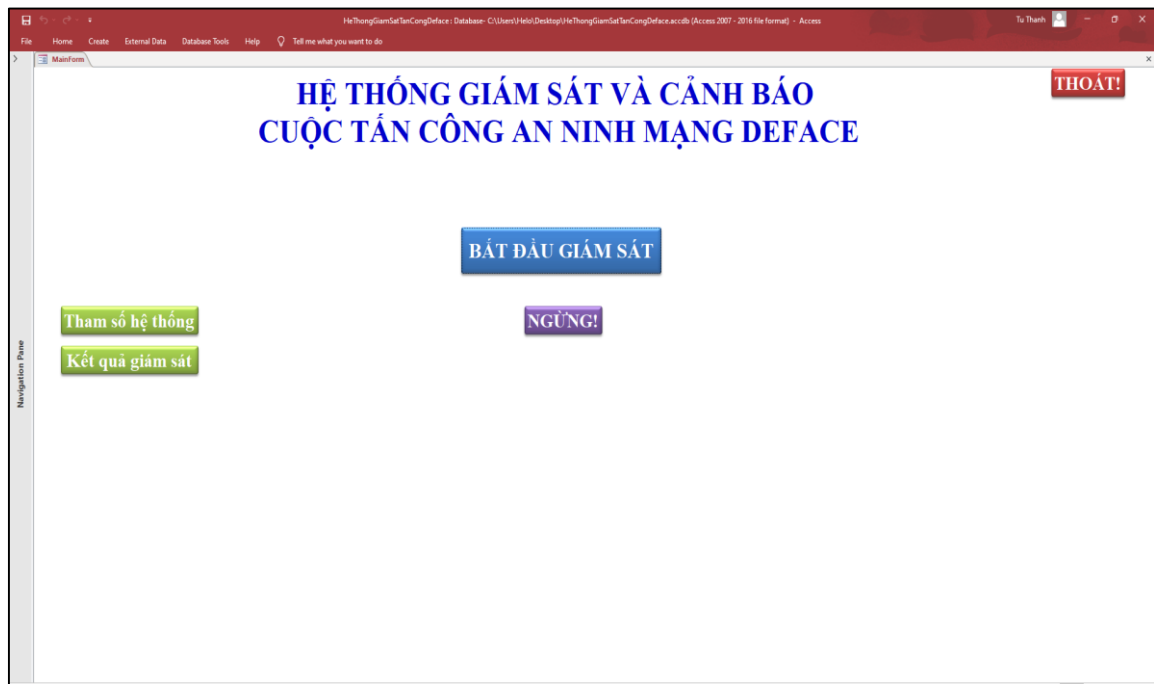 HeThongGiamSatTanCongDeface : Database- C:\Users\Helo\Desktop\HeThongGiamSatTanCongDeface.accdb (Access 2007 - 2016 file format) - Access
Tu Thanh
File Home Create External Data Database Tools Help Tell me what you want to do
MainForm
THOÁT!
HỆ THỐNG GIÁM SÁT VÀ CẢNH BÁO
CUỘC TẤN CÔNG AN NINH MẠNG DEFACE
BẮT ĐẦU GIÁM SÁT
Tham số hệ thống
NGỪNG!
Kết quả giám sát
Navigation Pane